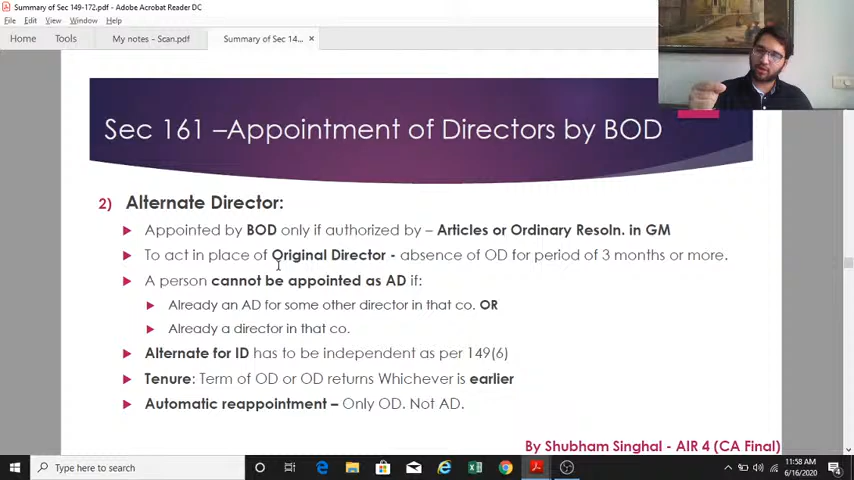 Summary of Sec 149-172.pdf - Adobe Acrobat Reader DC
File Edit View Window Help
Home Tools My notes - Scan.pdf Summary of Sec 14... ×
Sec 161 –Appointment of Directors by BOD
2) Alternate Director:
Appointed by BOD only if authorized by – Articles or Ordinary Resoln. in GM
To act in place of Original Director - absence of OD for period of 3 months or more.
A person cannot be appointed as AD if:
Already an AD for some other director in that co. OR
Already a director in that co.
Alternate for ID has to be independent as per 149(6)
Tenure: Term of OD or OD returns Whichever is earlier
Automatic reappointment – Only OD. Not AD.
By Shubham Singhal - AIR 4 (CA Final)
Type here to search
11:58 AM
6/16/2020